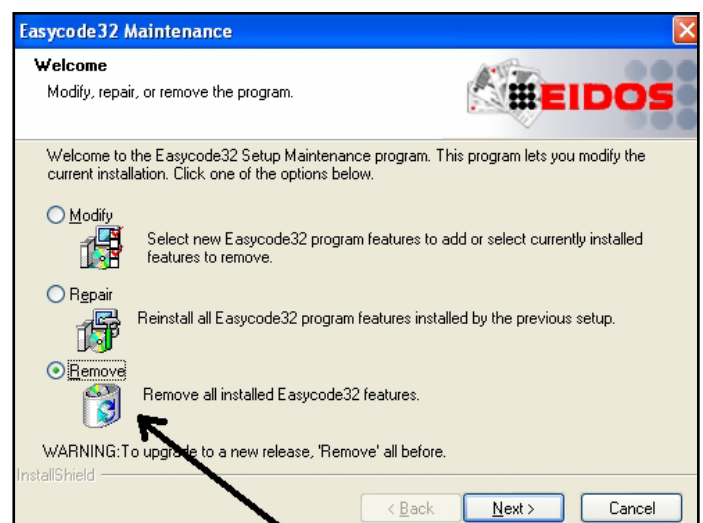 Easycode32 Maintenance
Welcome
Modify, repair, or remove the program.
EIDOS
Welcome to the Easycode32 Setup Maintenance program. This program lets you modify the
current installation. Click one of the options below.
Modify
Select new Easycode32 program features to add or select currently installed
features to remove.
Repair
Reinstall all Easycode32 program features installed by the previous setup.
Remove
Remove all installed Easycode32 features.
WARNING:To upgrade to a new release, 'Remove' all before.
InstallShield
< Back Next > Cancel